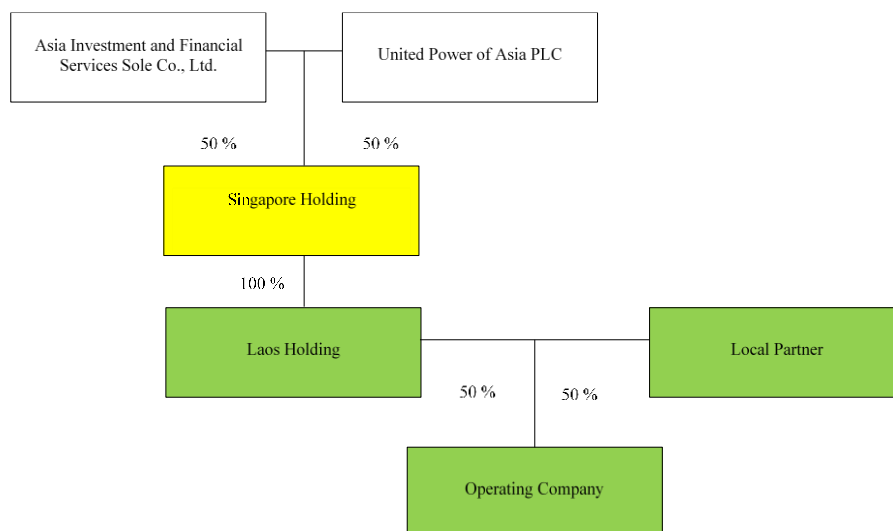 Asia Investment and Financial
Services Sole Co., Ltd.
United Power of Asia PLC
50 %
50 %
Singapore Holding
100 %
Laos Holding
Local Partner
50 %
50 %
Operating Company